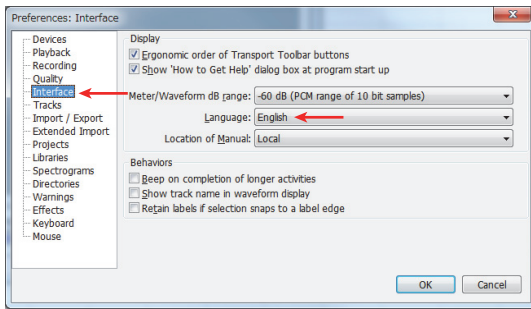 Preferences: Interface
Devices
Playback
Recording
Quality
Interface
Tracks
Import / Export
Extended Import
Projects
Libraries
Spectrograms
Directories
Warnings
Effects
Keyboard
Mouse
Display
Ergonomic order of Transport Toolbar buttons
Show 'How to Get Help' dialog box at program start up
Meter/Waveform dB range: -60 dB (PCM range of 10 bit samples)
Language: English
Location of Manual: Local
Behaviors
Beep on completion of longer activities
Show track name in waveform display
Retain labels if selection snaps to a label edge
OK Cancel